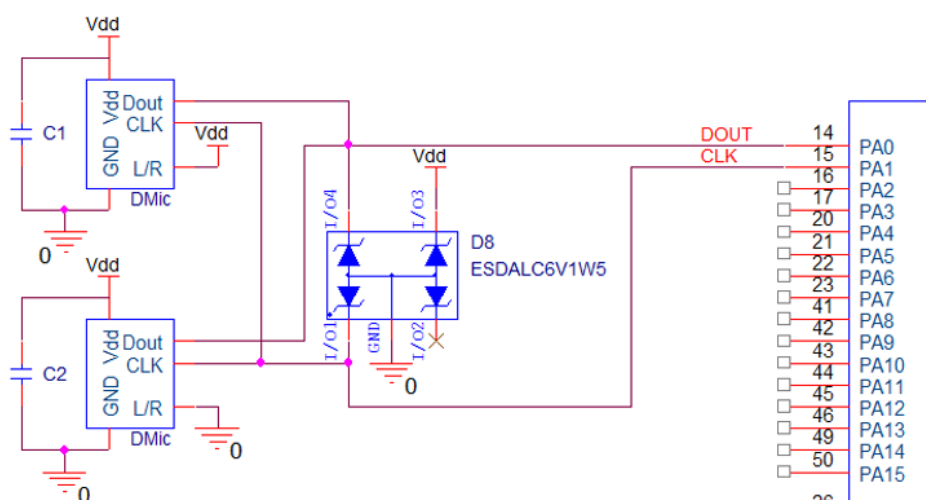 Vdd
Vdd
Dout
CLK
GND
L/R
DMic
C1
Vdd
0
Vdd
Vdd
Dout
CLK
GND
L/R
DMic
C2
0
0
Vdd
I/O4
I/O3
D8
ESDALC6V1W5
I/O1
GND
I/O2
0
DOUT
CLK
14 PA0
15 PA1
16 PA2
17 PA3
20 PA4
21 PA5
22 PA6
23 PA7
41 PA8
42 PA9
43 PA10
44 PA11
45 PA12
46 PA13
49 PA14
50 PA15